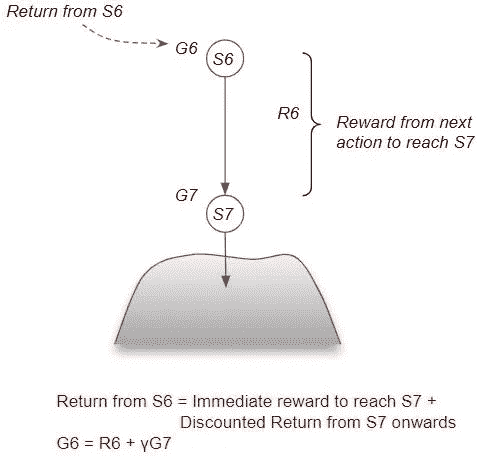 Return from S6
G6
S6
R6
Reward from next
action to reach S7
G7
S7
Return from S6 = Immediate reward to reach S7 +
Discounted Return from S7 onwards
G6 = R6 + γG7